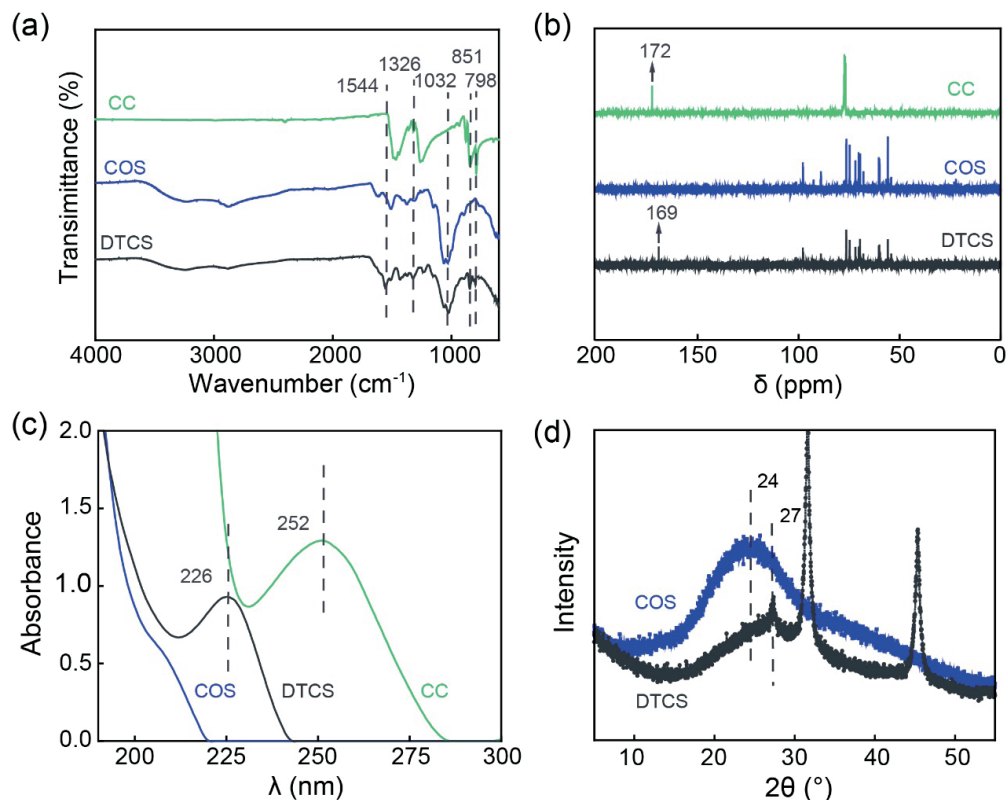 (a)
1544
1326
1032
851
798
CC
COS
DTCS
Transimittance (%)
4000
3000
2000
1000
Wavenumber (cm⁻¹)
(b)
172
CC
COS
169
DTCS
200
150
100
50
0
δ (ppm)
(c)
2.0
1.5
1.0
0.5
0.0
Absorbance
226
252
COS
DTCS
CC
200
225
250
275
300
λ (nm)
(d)
24
27
COS
DTCS
Intensity
10
20
30
40
50
2θ (°)